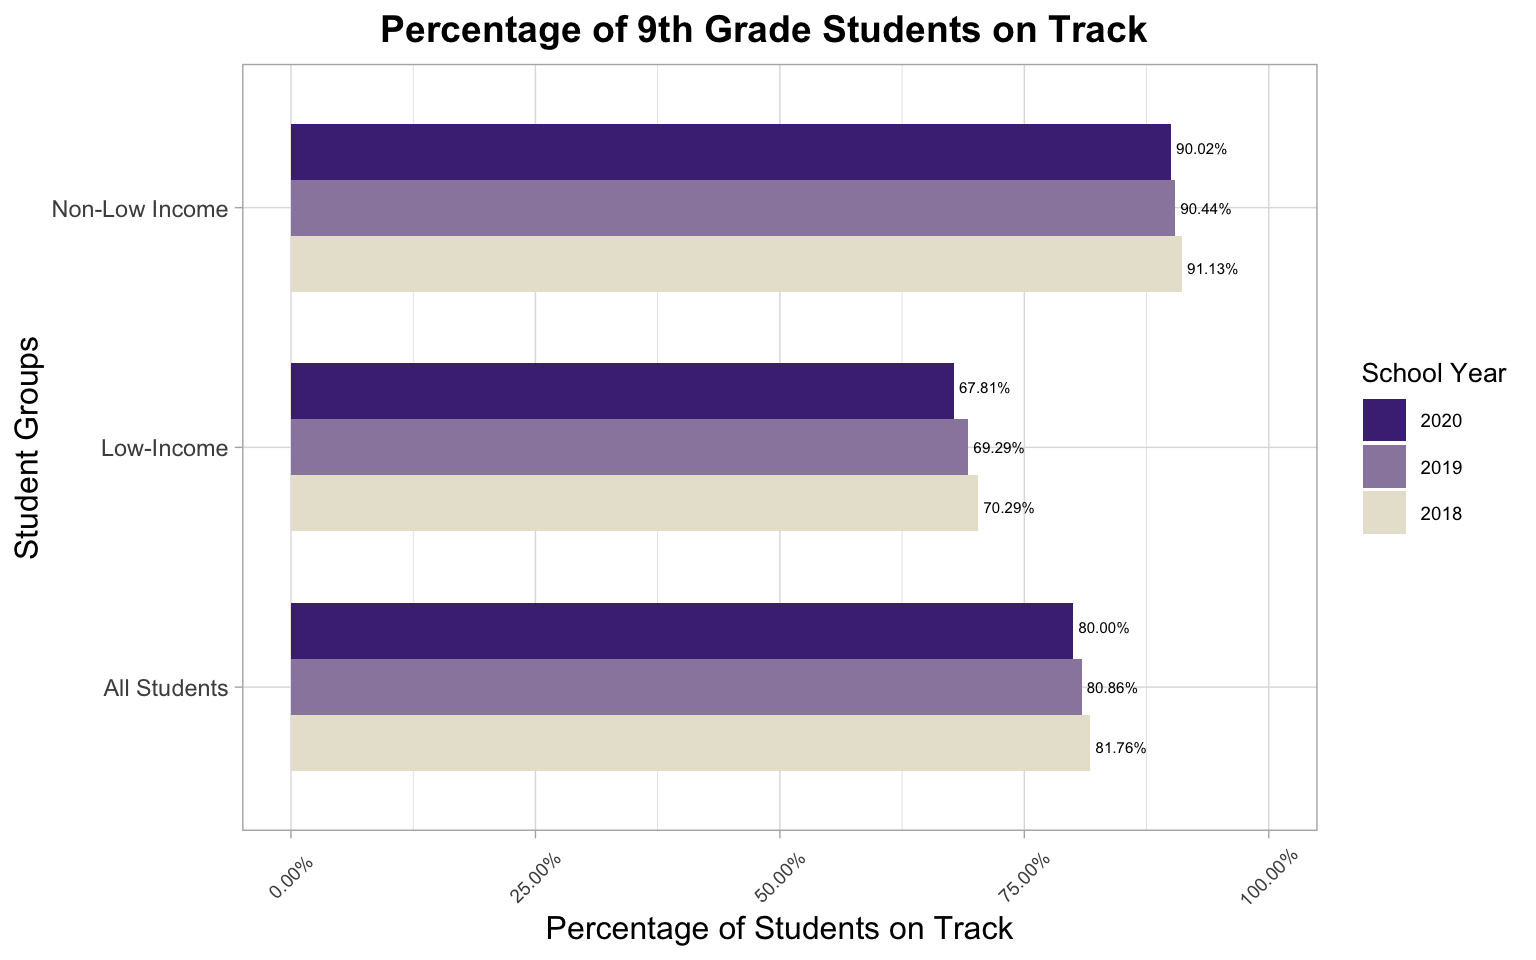 Percentage of 9th Grade Students on Track
Student Groups
Non-Low Income
90.02%
90.44%
91.13%
Low-Income
67.81%
69.29%
70.29%
All Students
80.00%
80.86%
81.76%
0.00%
25.00%
50.00%
75.00%
100.00%
Percentage of Students on Track
School Year
2020
2019
2018